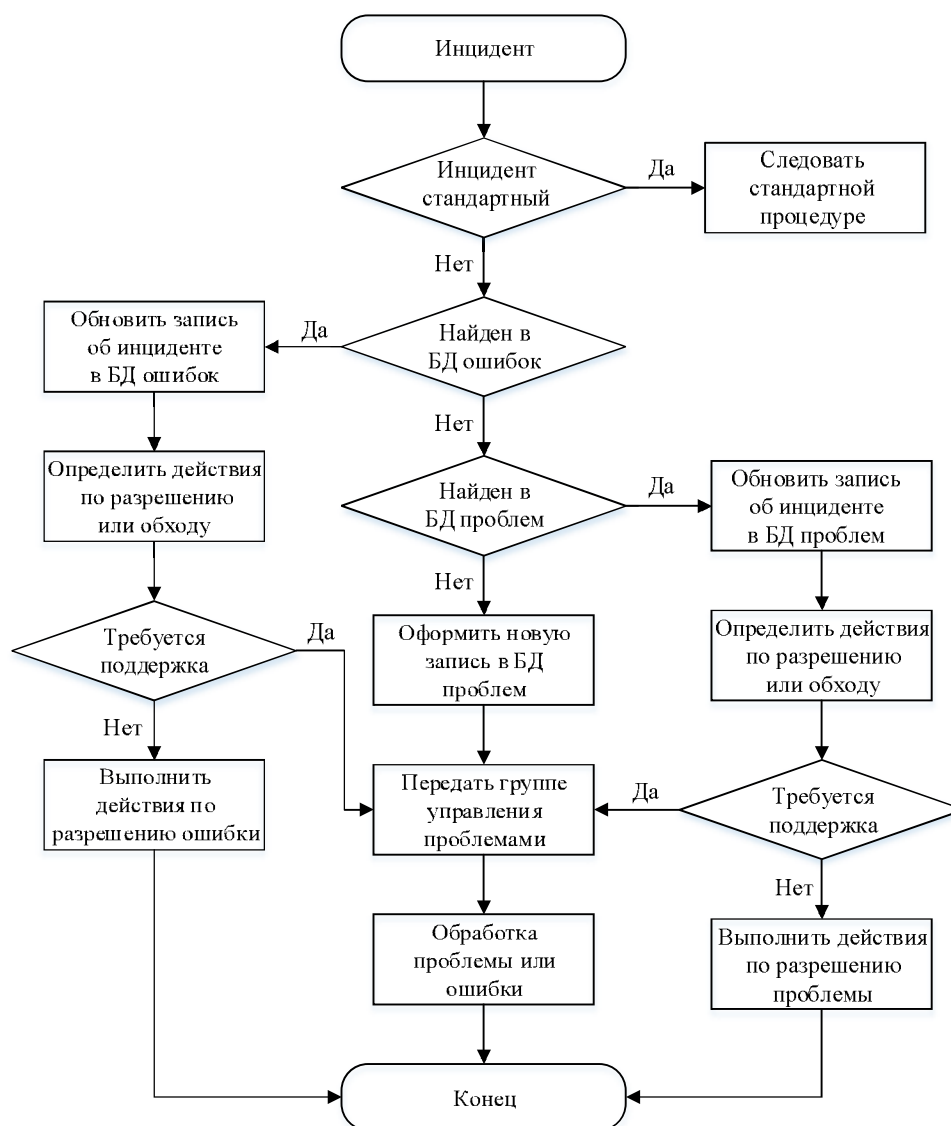 Инцидент
Инцидент
стандартный
Да
Следовать
стандартной
процедуре
Нет
Обновить запись
об инциденте
в БД ошибок
Да
Найден в
БД ошибок
Нет
Определить действия
по разрешению
или обходу
Найден в
БД проблем
Да
Обновить запись
об инциденте
в БД проблем
Нет
Требуется
поддержка
Да
Оформить новую
запись в БД
проблем
Определить действия
по разрешению
или обходу
Нет
Выполнить
действия по
разрешению ошибки
Передать группе
управления
проблемами
Да
Требуется
поддержка
Нет
Обработка
проблемы или
ошибки
Выполнить действия
по разрешению
проблемы
Конец